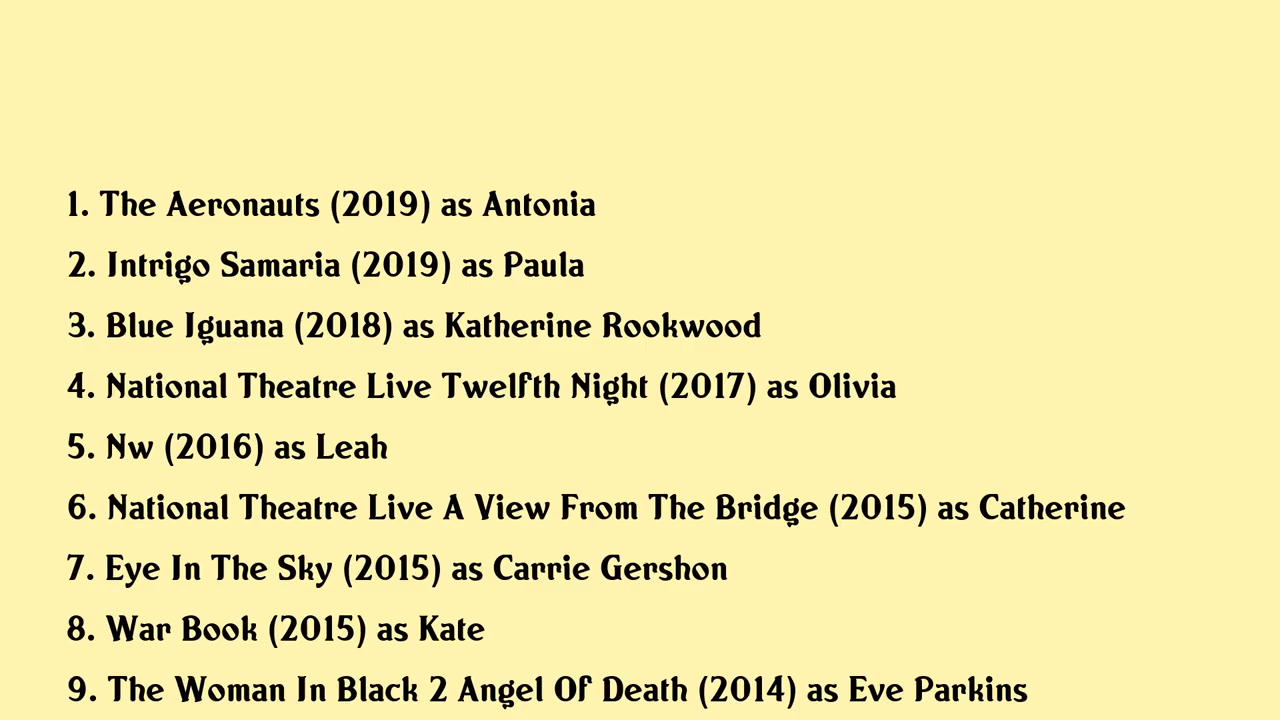 1. The Aeronauts (2019) as Antonia
2. Intrigo Samaria (2019) as Paula
3. Blue Iguana (2018) as Katherine Rookwood
4. National Theatre Live Twelfth Night (2017) as Olivia
5. Nw (2016) as Leah
6. National Theatre Live A View From The Bridge (2015) as Catherine
7. Eye In The Sky (2015) as Carrie Gershon
8. War Book (2015) as Kate
9. The Woman In Black 2 Angel Of Death (2014) as Eve Parkins